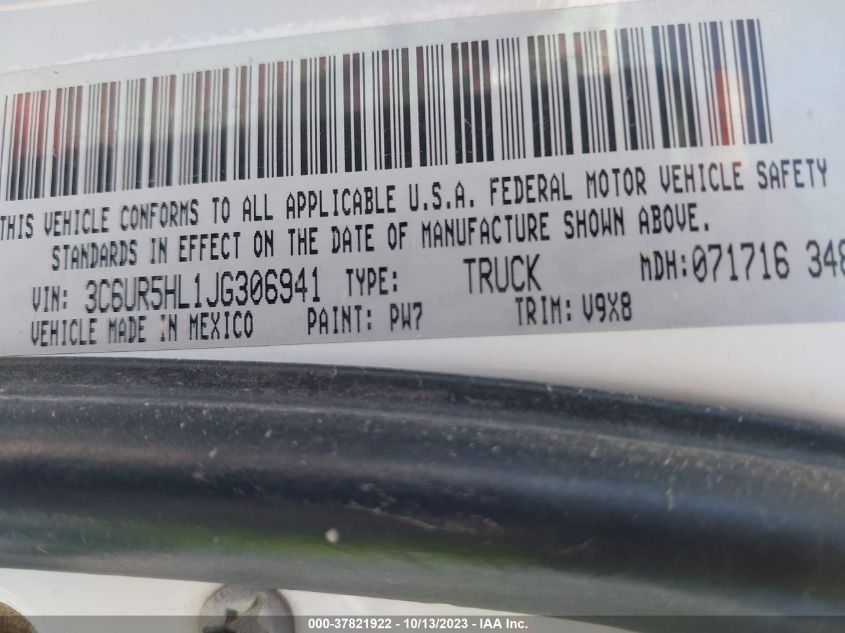 THIS VEHICLE CONFORMS TO ALL APPLICABLE U.S.A. FEDERAL MOTOR VEHICLE SAFETY
STANDARDS IN EFFECT ON THE DATE OF MANUFACTURE SHOWN ABOVE.
VIN: 3C6UR5HL1JG306941 TYPE: TRUCK MDH:071716 348
VEHICLE MADE IN MEXICO PAINT: PW7 TRIM: V9X8
000-37821922 - 10/13/2023 - IAA Inc.